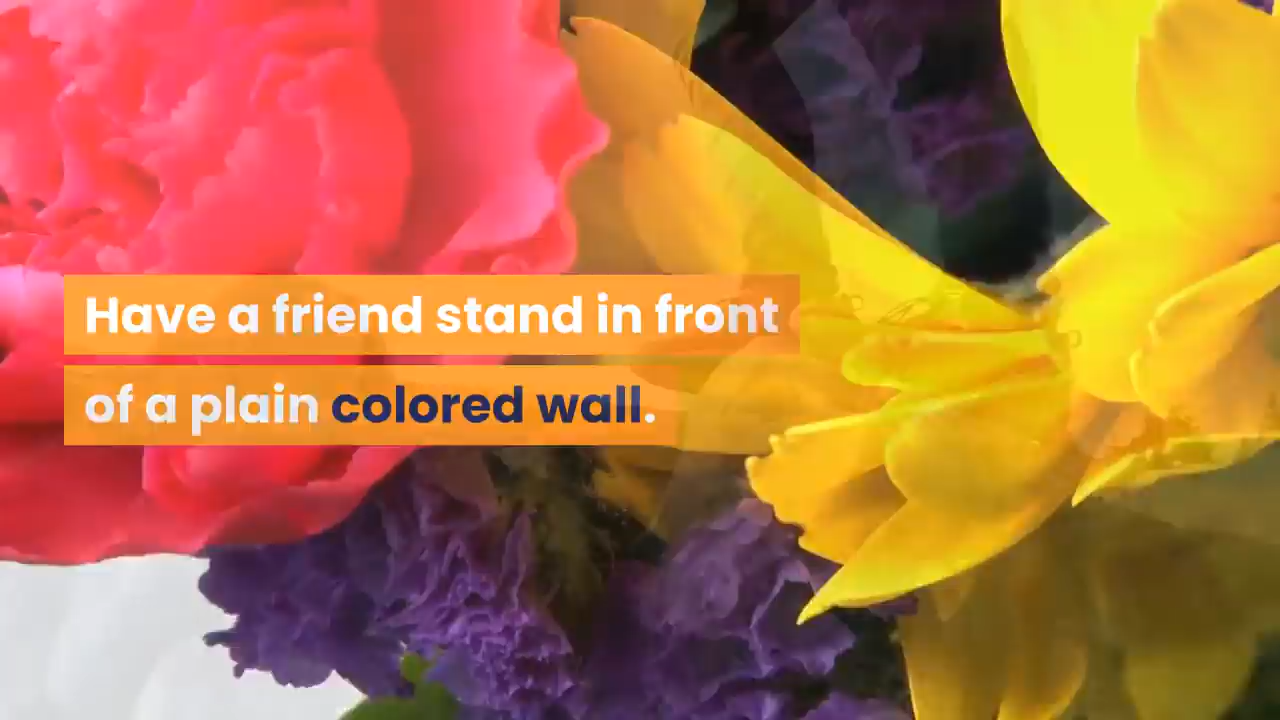 Have a friend stand in front
of a plain colored wall.